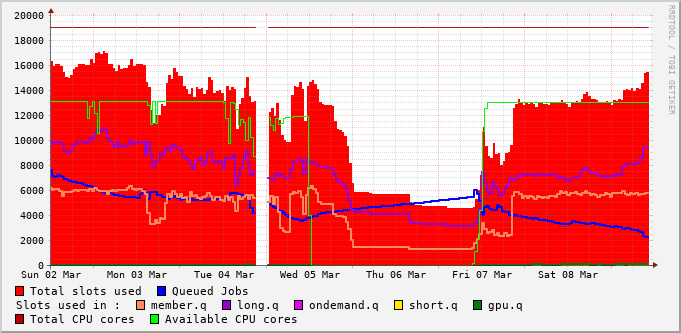 20000
18000
16000
14000
12000
10000
8000
6000
4000
2000
0
Sun 02 Mar Mon 03 Mar Tue 04 Mar Wed 05 Mar Thu 06 Mar Fri 07 Mar Sat 08 Mar
Total slots used Queued Jobs
Slots used in : member.q long.q ondemand.q short.q gpu.q
Total CPU cores Available CPU cores
RRDTOOL / TOBI OETIKER